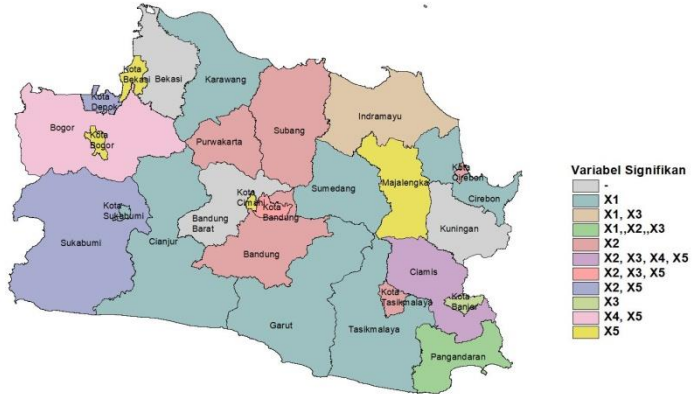 Kota
Bekasi
Bekasi
Karawang
Kota
Depok
Bogor
Kota
Bogor
Purwakarta
Subang
Indramayu
Kota
Cirebon
Cirebon
Majalengka
Sumedang
Kuningan
Kota
Sukabumi
Sukabumi
Cianjur
Bandung
Barat
Kota
Cimahi
Kota
Bandung
Bandung
Garut
Tasikmalaya
Kota
Tasikmalaya
Ciamis
Kota
Banjar
Pangandaran
Variabel Signifikan
-
X1
X1, X3
X1,,X2,,X3
X2
X2, X3, X4, X5
X2, X3, X5
X2, X5
X3
X4, X5
X5